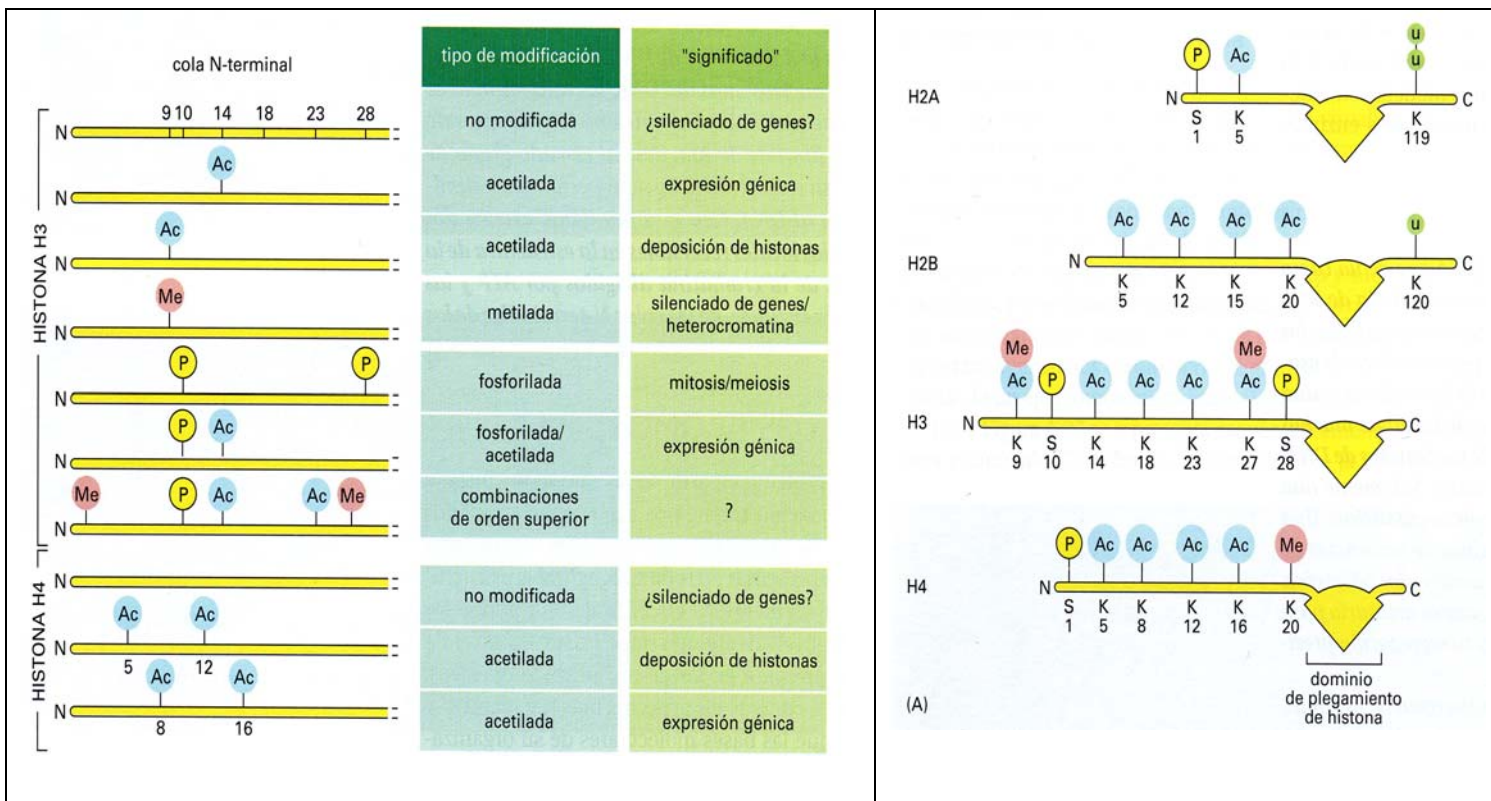 cola N-terminal
tipo de modificación
"significado"
HISTONA H3
9 10 14 18 23 28
N
no modificada
¿silenciado de genes?
Ac
N
acetilada
expresión génica
Ac
N
acetilada
deposición de histonas
Me
N
metilada
silenciado de genes/
heterocromatina
P P
N
fosforilada
mitosis/meiosis
P Ac
N
fosforilada/
acetilada
expresión génica
Me P Ac Ac Me
N
combinaciones
de orden superior
?
HISTONA H4
N
no modificada
¿silenciado de genes?
Ac Ac
N
5 12
acetilada
deposición de histonas
Ac Ac
N
8 16
acetilada
expresión génica
u
P Ac u
H2A
N C
S K K
1 5 119
Ac Ac Ac Ac u
H2B
N C
K K K K K
5 12 15 20 120
Me Me
Ac P Ac Ac Ac Ac P
H3
N C
K S K K K K S
9 10 14 18 23 27 28
P Ac Ac Ac Ac Me
H4
N C
S K K K K K
1 5 8 12 16 20
dominio
de plegamiento
de histona
(A)